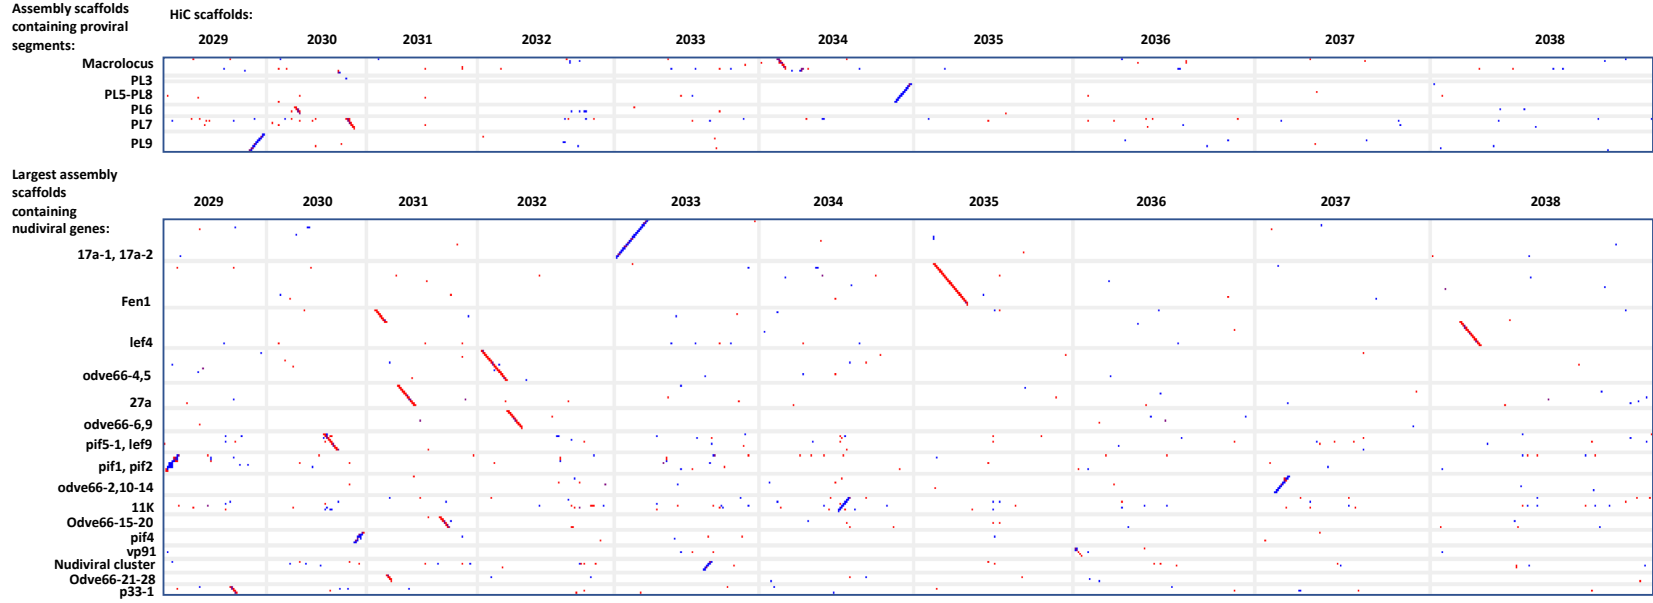 Assembly scaffolds
containing proviral
segments:
HiC scaffolds:
2029 2030 2031 2032 2033 2034 2035 2036 2037 2038
Macrolocus
PL3
PL5-PL8
PL6
PL7
PL9
Largest assembly
scaffolds
containing
nudiviral genes:
2029 2030 2031 2032 2033 2034 2035 2036 2037 2038
17a-1, 17a-2
Fen1
lef4
odve66-4,5
27a
odve66-6,9
pif5-1, lef9
pif1, pif2
odve66-2,10-14
11K
Odve66-15-20
pif4
vp91
Nudiviral cluster
Odve66-21-28
p33-1